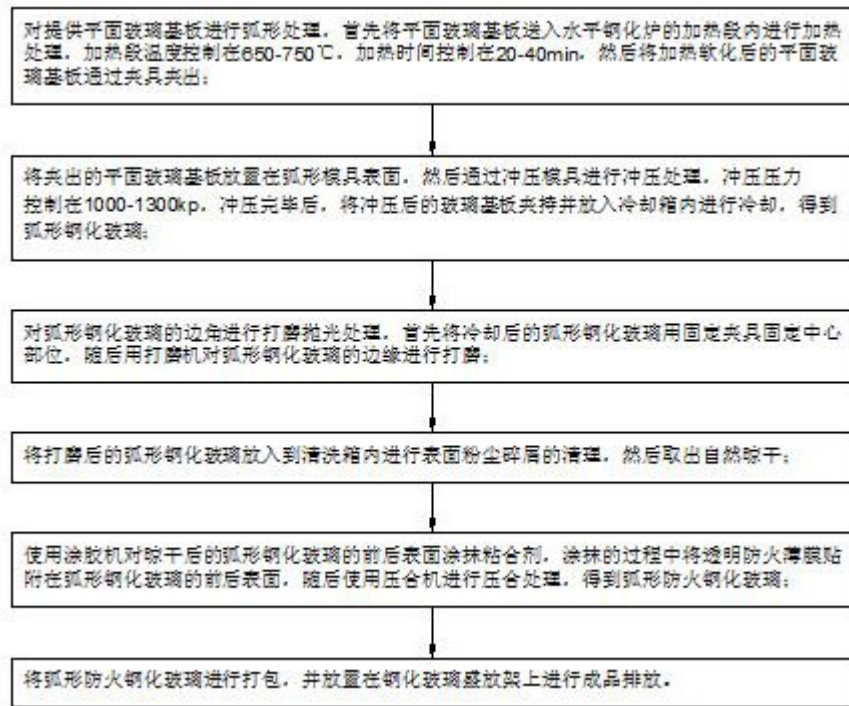 对提供平面玻璃基板进行弧形处理，首先将平面玻璃基板送入水平钢化炉的加热段内进行加热
处理，加热段温度控制在650-750℃，加热时间控制在20-40min，然后将加热软化后的平面玻
璃基板通过夹具夹出；
将夹出的平面玻璃基板放置在弧形模具表面，然后通过冲压模具进行冲压处理，冲压压力
控制在1000-1300kp，冲压完毕后，将冲压后的玻璃基板夹持并放入冷却箱内进行冷却，得到
弧形钢化玻璃；
对弧形钢化玻璃的边角进行打磨抛光处理，首先将冷却后的弧形钢化玻璃用固定夹具固定中心
部位，随后用打磨机对弧形钢化玻璃的边缘进行打磨；
将打磨后的弧形钢化玻璃放入到清洗箱内进行表面粉尘碎屑的清理，然后取出自然晾干；
使用涂胶机对晾干后的弧形钢化玻璃的前后表面涂抹粘合剂，涂抹的过程中将透明防火薄膜贴
附在弧形钢化玻璃的前后表面，随后使用压合机进行压合处理，得到弧形防火钢化玻璃；
将弧形防火钢化玻璃进行打包，并放置在钢化玻璃盛放架上进行成品排放。